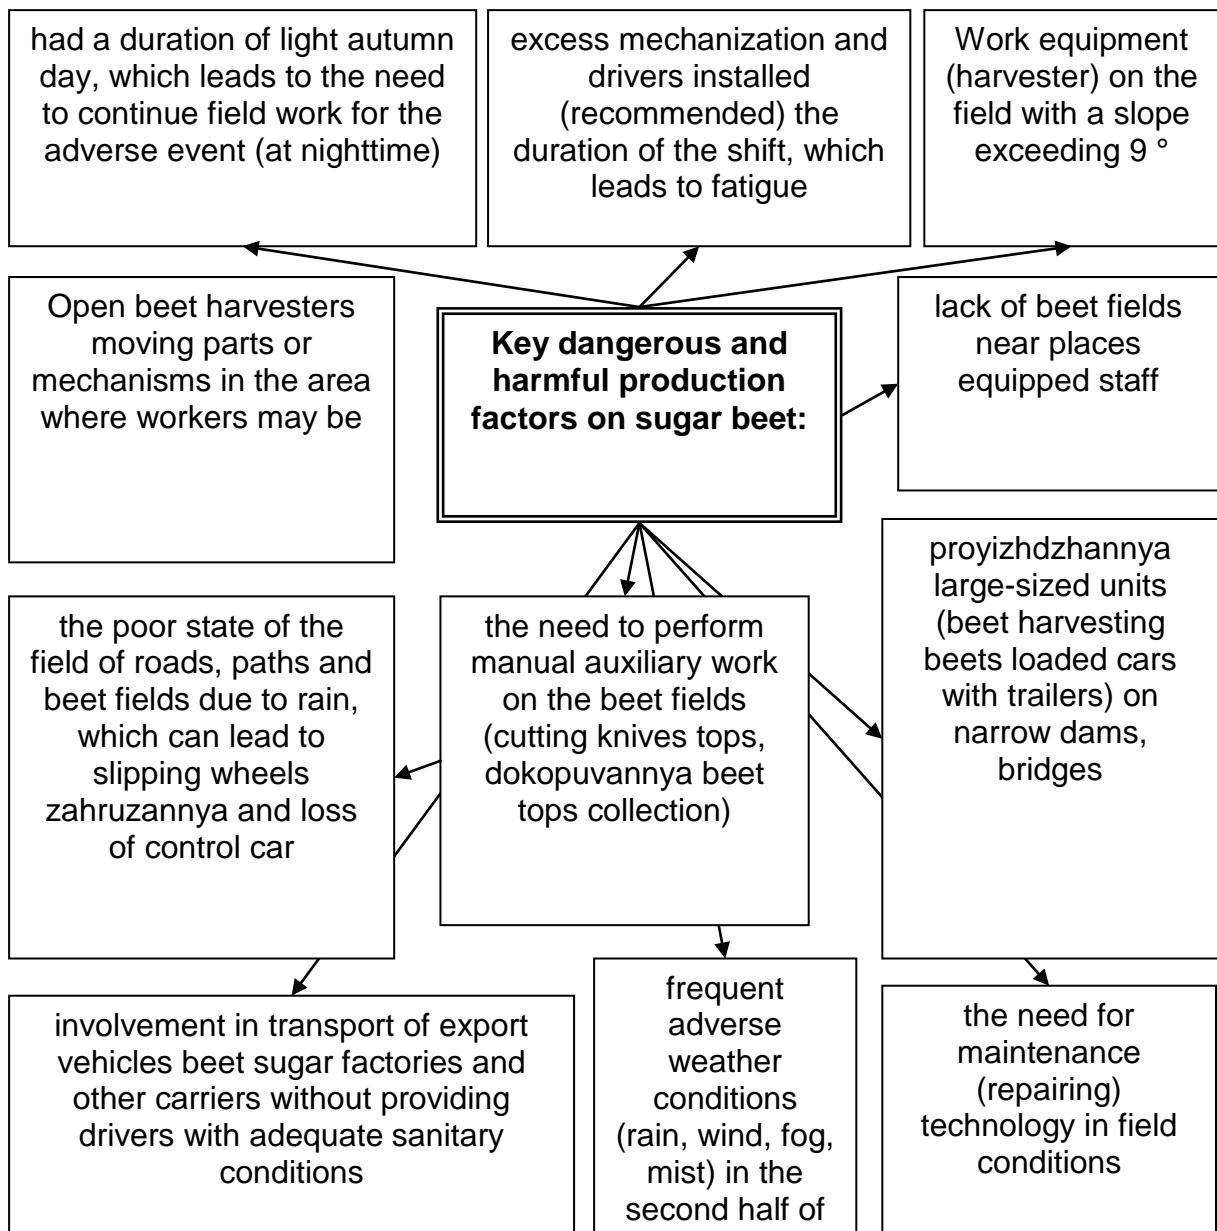 had a duration of light autumn
day, which leads to the need
to continue field work for the
adverse event (at nighttime)
excess mechanization and
drivers installed
(recommended) the
duration of the shift, which
leads to fatigue
Work equipment
(harvester) on the
field with a slope
exceeding 9 °
Open beet harvesters
moving parts or
mechanisms in the area
where workers may be
Key dangerous and
harmful production
factors on sugar beet:
lack of beet fields
near places
equipped staff
the poor state of the
field of roads, paths and
beet fields due to rain,
which can lead to
slipping wheels
zahruzannya and loss
of control car
the need to perform
manual auxiliary work
on the beet fields
(cutting knives tops,
dokopuvannya beet
tops collection)
proyizhdzhannya
large-sized units
(beet harvesting
beets loaded cars
with trailers) on
narrow dams,
bridges
involvement in transport of export
vehicles beet sugar factories and
other carriers without providing
drivers with adequate sanitary
conditions
frequent
adverse
weather
conditions
(rain, wind, fog,
mist) in the
second half of
the need for
maintenance
(repairing)
technology in field
conditions